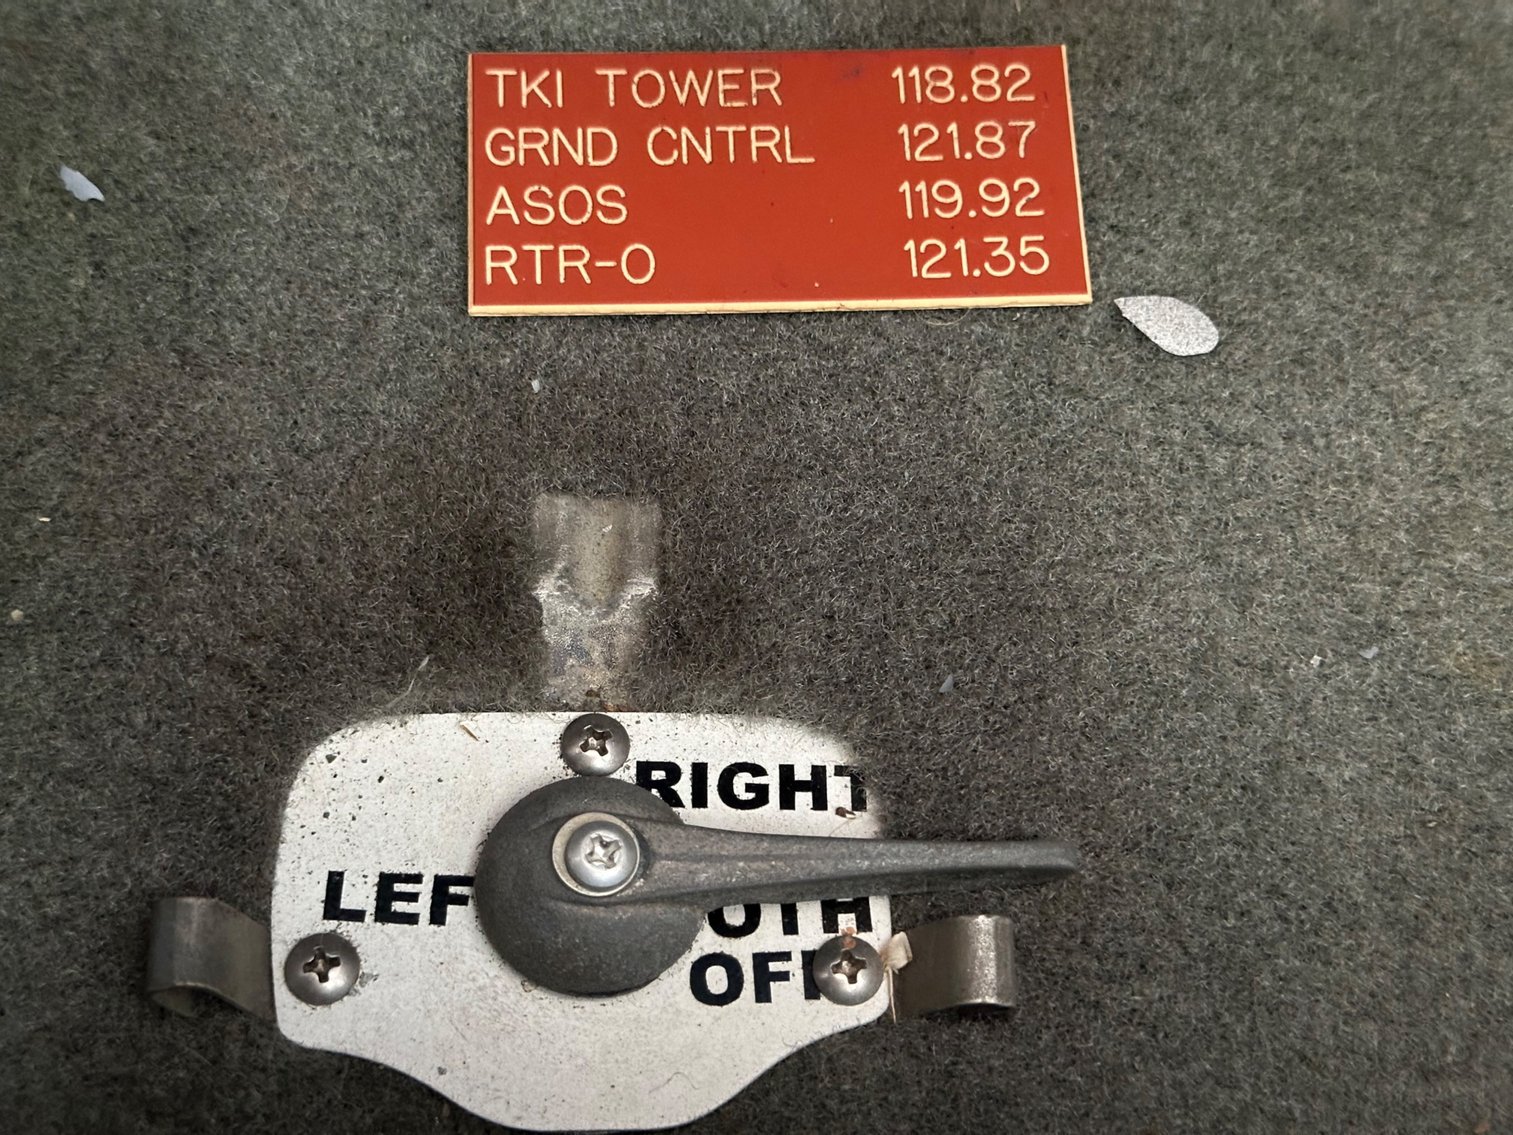 TKI TOWER 118.82
GRND CNTRL 121.87
ASOS 119.92
RTR-O 121.35
RIGHT
LEF
OTH
OFF